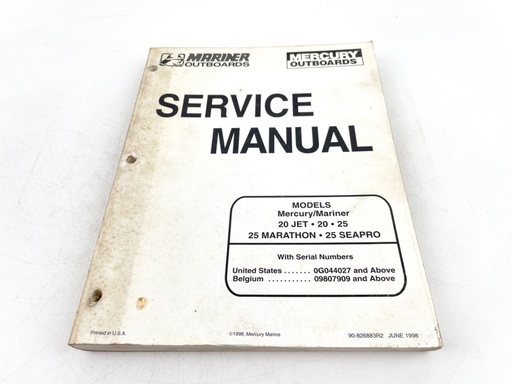 MARINER
OUTBOARDS
MERCURY
OUTBOARDS
SERVICE
MANUAL
MODELS
Mercury/Mariner
20 JET • 20 • 25
25 MARATHON • 25 SEAPRO
With Serial Numbers
United States ....... 0G044027 and Above
Belgium ........... 09807909 and Above
Printed in U.S.A. ©1998, Mercury Marine 90-826883R2 JUNE 1998